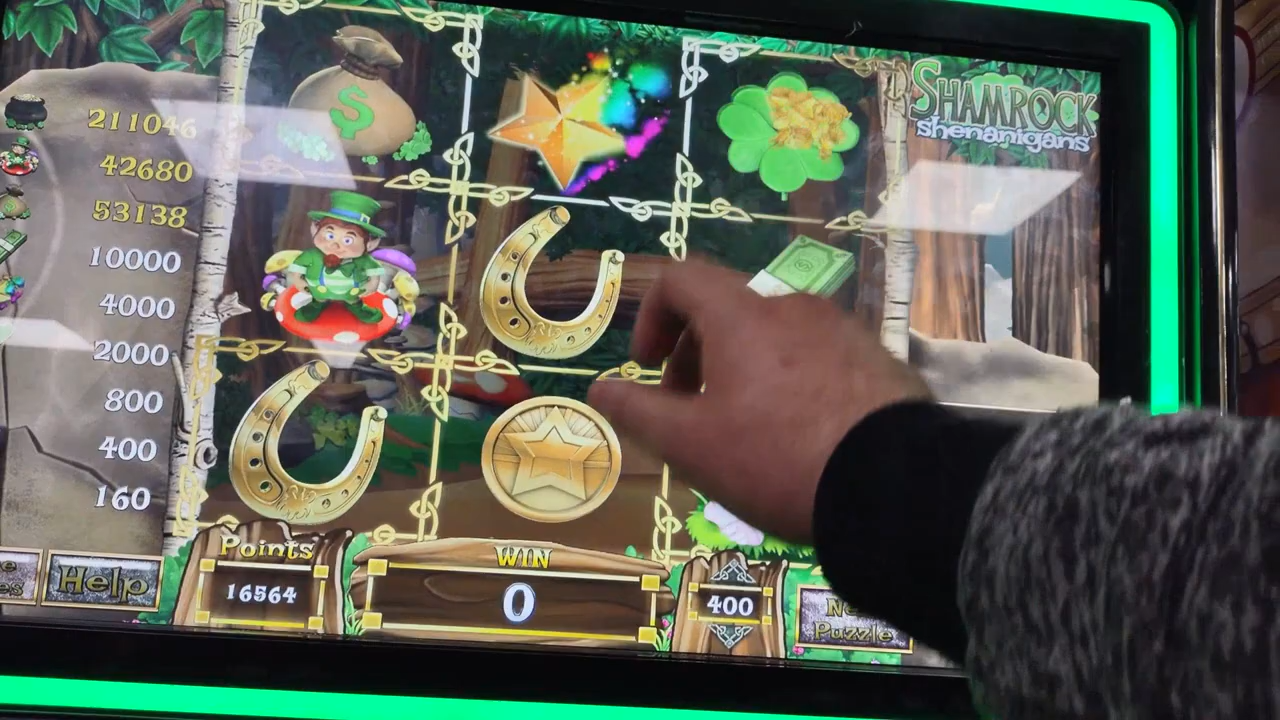 SHAMROCK
shenanigans
211046
42680
53138
10000
4000
2000
800
400
160
$
Help
Points
16564
WIN
0
400
Puzzle